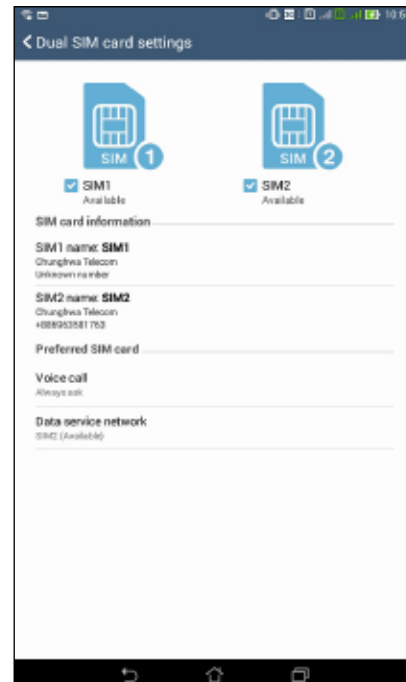 Dual SIM card settings
SIM 1
SIM 2
SIM1
Available
SIM2
Available
SIM card information
SIM1 name: SIM1
Chunghwa Telecom
Unknown number
SIM2 name: SIM2
Chunghwa Telecom
Preferred SIM card
Voice call
Always ask
Data service network
SIM2 (Available)